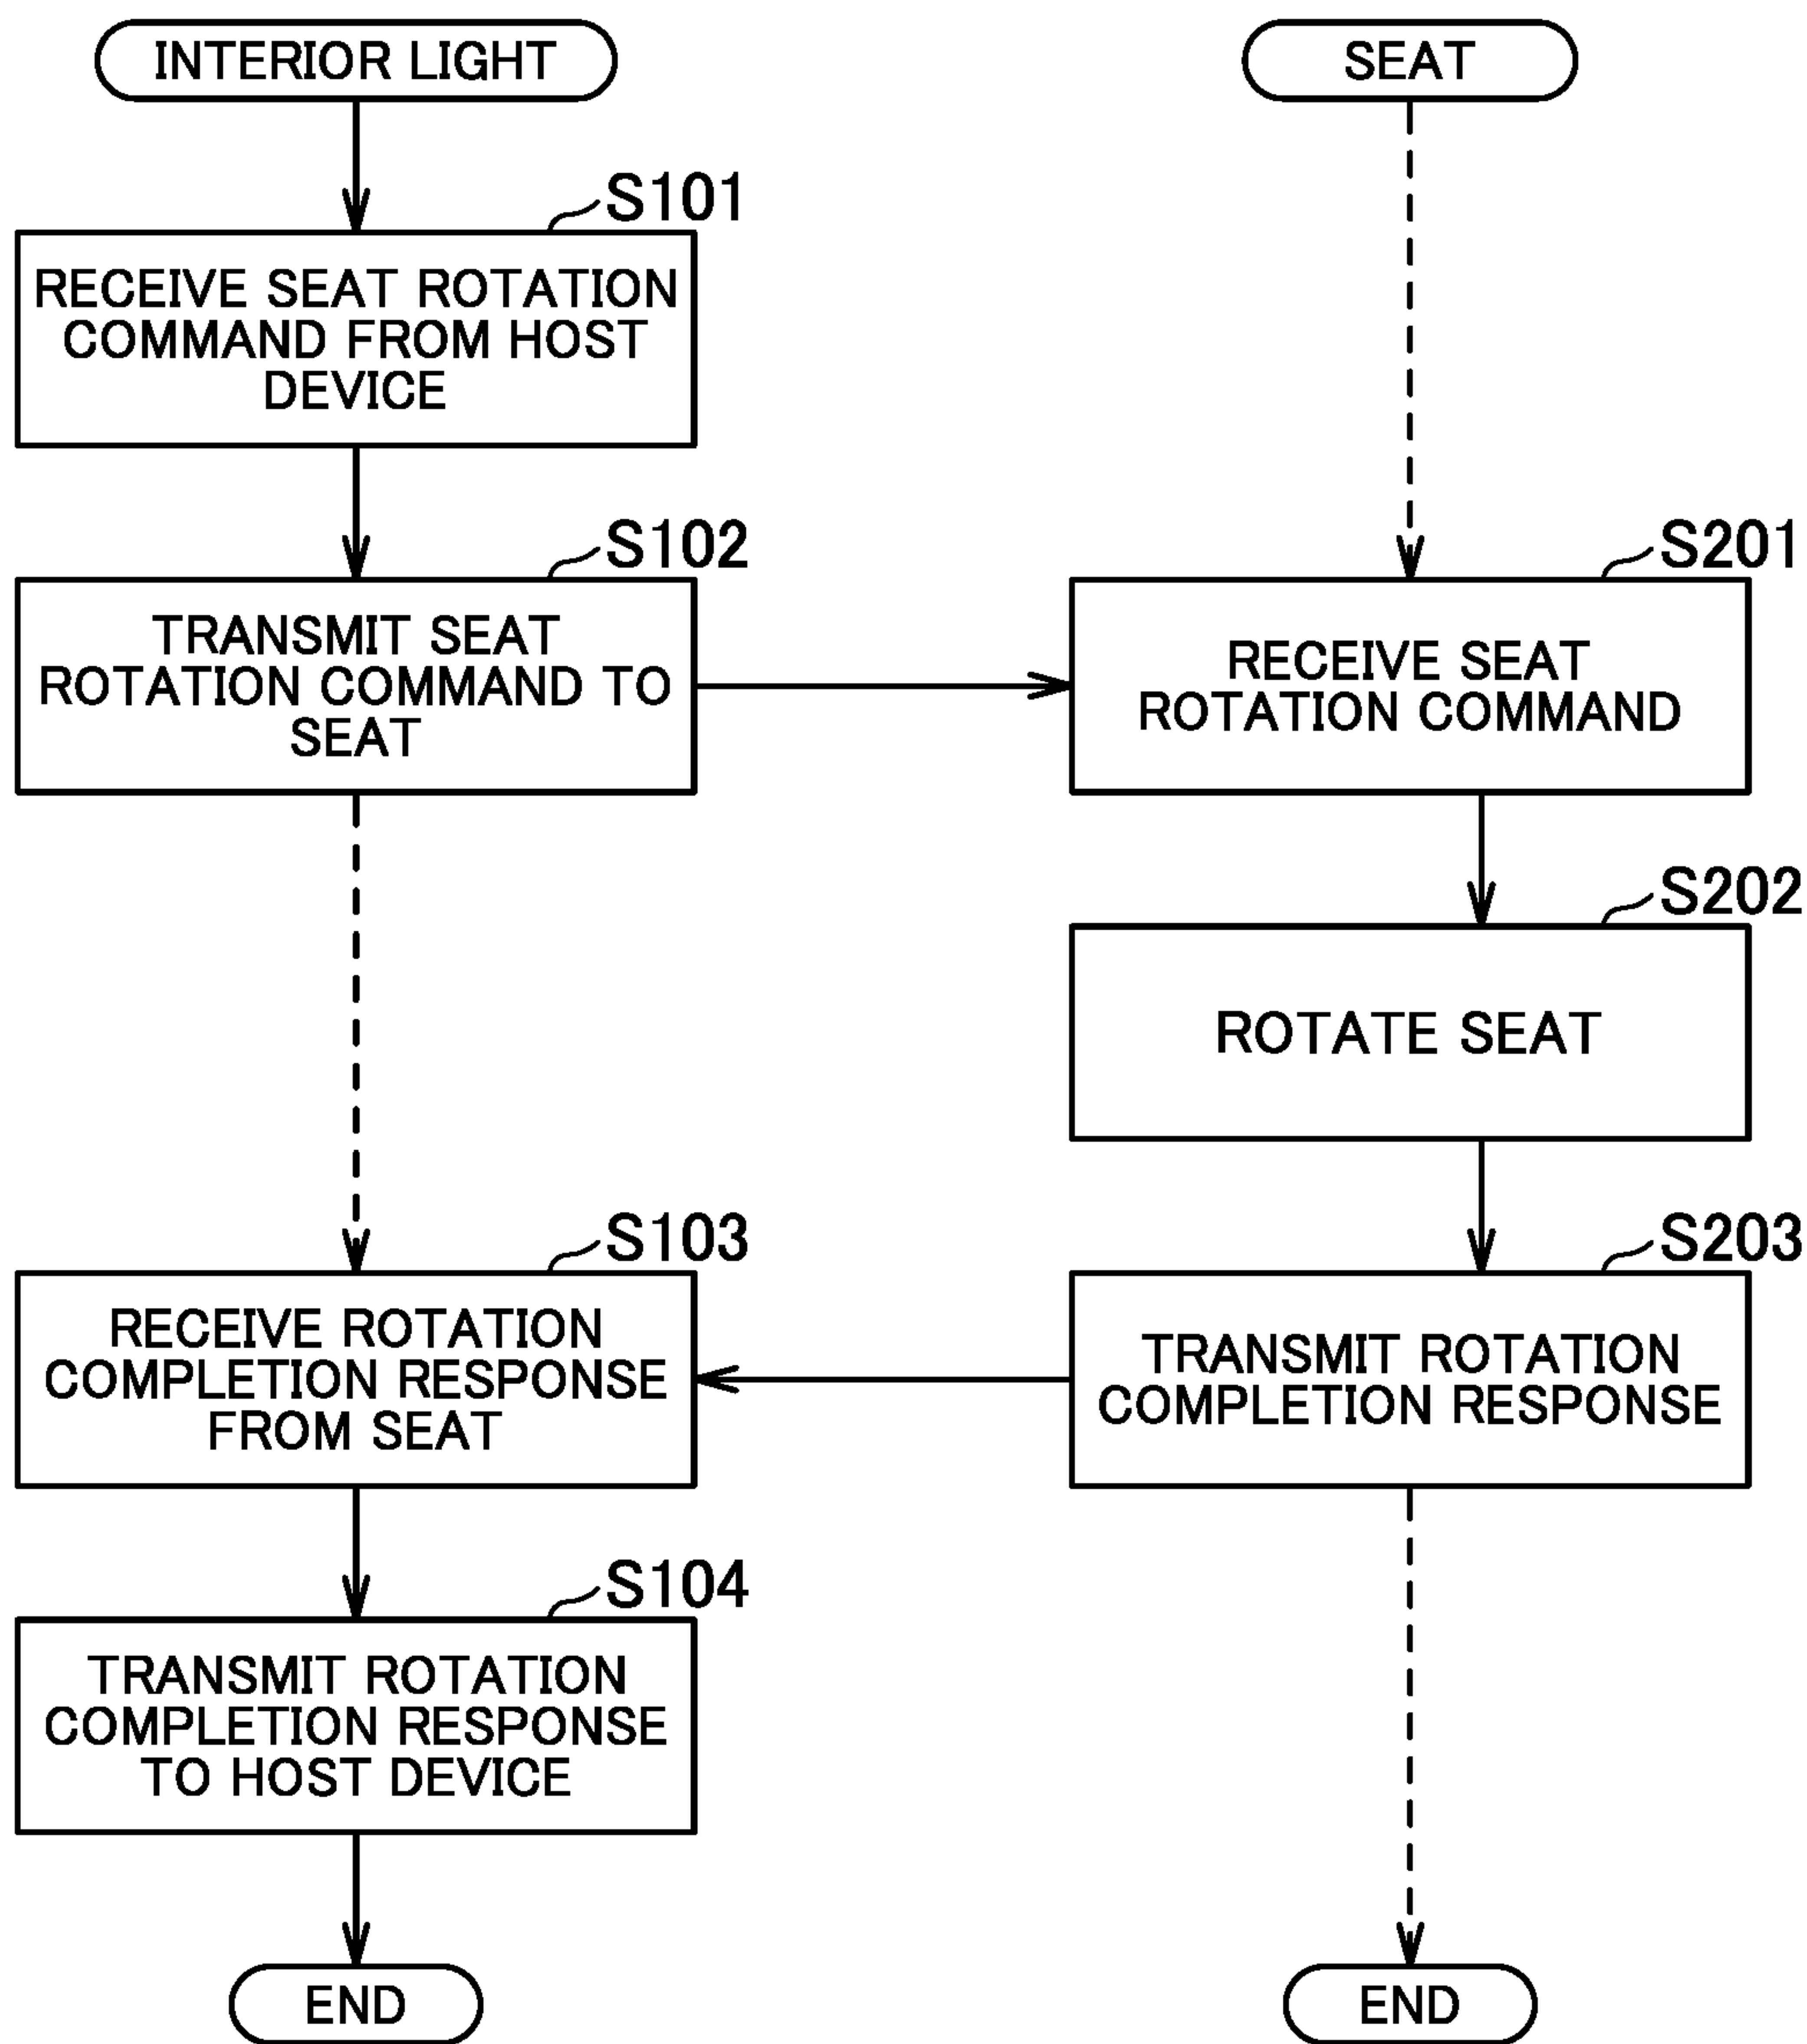 INTERIOR LIGHT
S101
RECEIVE SEAT ROTATION
COMMAND FROM HOST
DEVICE
S102
TRANSMIT SEAT
ROTATION COMMAND TO
SEAT
S103
RECEIVE ROTATION
COMPLETION RESPONSE
FROM SEAT
S104
TRANSMIT ROTATION
COMPLETION RESPONSE
TO HOST DEVICE
END
SEAT
S201
RECEIVE SEAT
ROTATION COMMAND
S202
ROTATE SEAT
S203
TRANSMIT ROTATION
COMPLETION RESPONSE
END